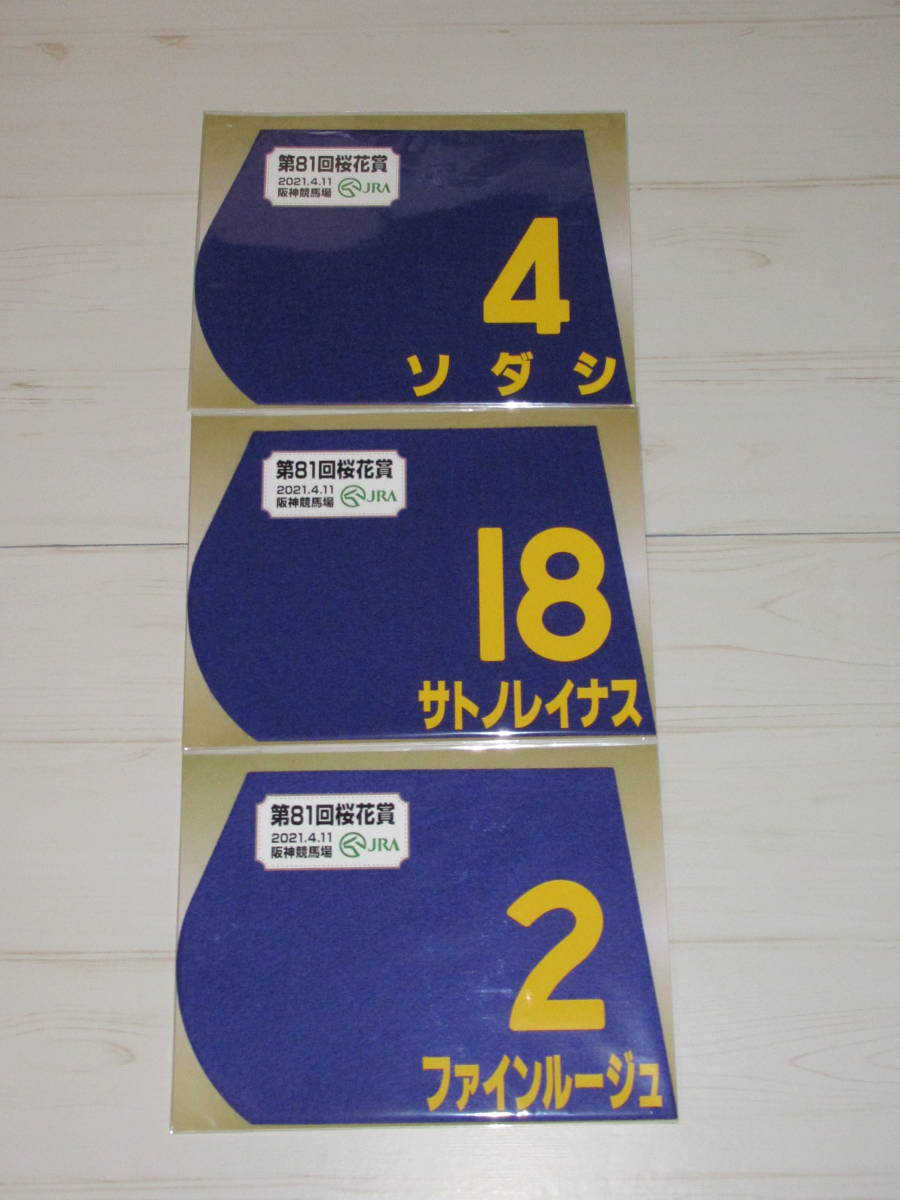 第81回桜花賞
2021.4.11
阪神競馬場
JRA
4
ソダシ
第81回桜花賞
2021.4.11
阪神競馬場
JRA
18
サトノレイナス
第81回桜花賞
2021.4.11
阪神競馬場
JRA
2
ファインルージュ